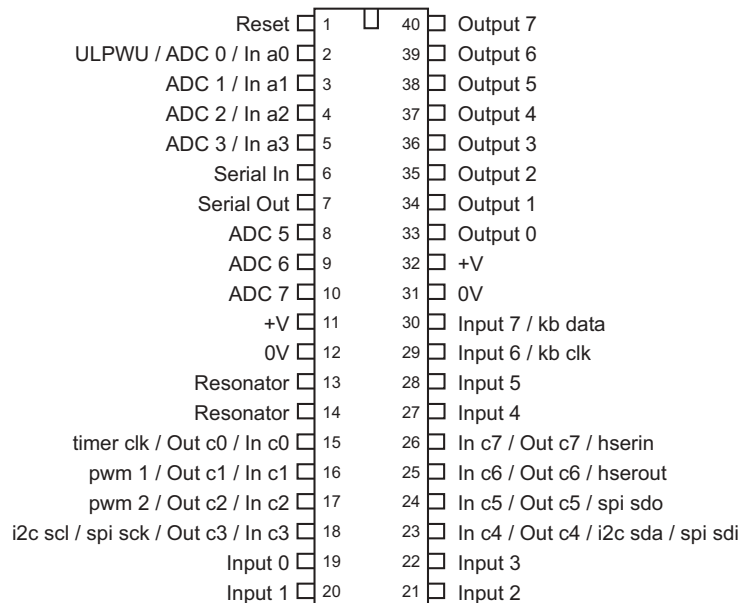 Reset 1 40 Output 7
ULPWU / ADC 0 / In a0 2 39 Output 6
ADC 1 / In a1 3 38 Output 5
ADC 2 / In a2 4 37 Output 4
ADC 3 / In a3 5 36 Output 3
Serial In 6 35 Output 2
Serial Out 7 34 Output 1
ADC 5 8 33 Output 0
ADC 6 9 32 +V
ADC 7 10 31 0V
+V 11 30 Input 7 / kb data
0V 12 29 Input 6 / kb clk
Resonator 13 28 Input 5
Resonator 14 27 Input 4
timer clk / Out c0 / In c0 15 26 In c7 / Out c7 / hserin
pwm 1 / Out c1 / In c1 16 25 In c6 / Out c6 / hserout
pwm 2 / Out c2 / In c2 17 24 In c5 / Out c5 / spi sdo
i2c scl / spi sck / Out c3 / In c3 18 23 In c4 / Out c4 / i2c sda / spi sdi
Input 0 19 22 Input 3
Input 1 20 21 Input 2